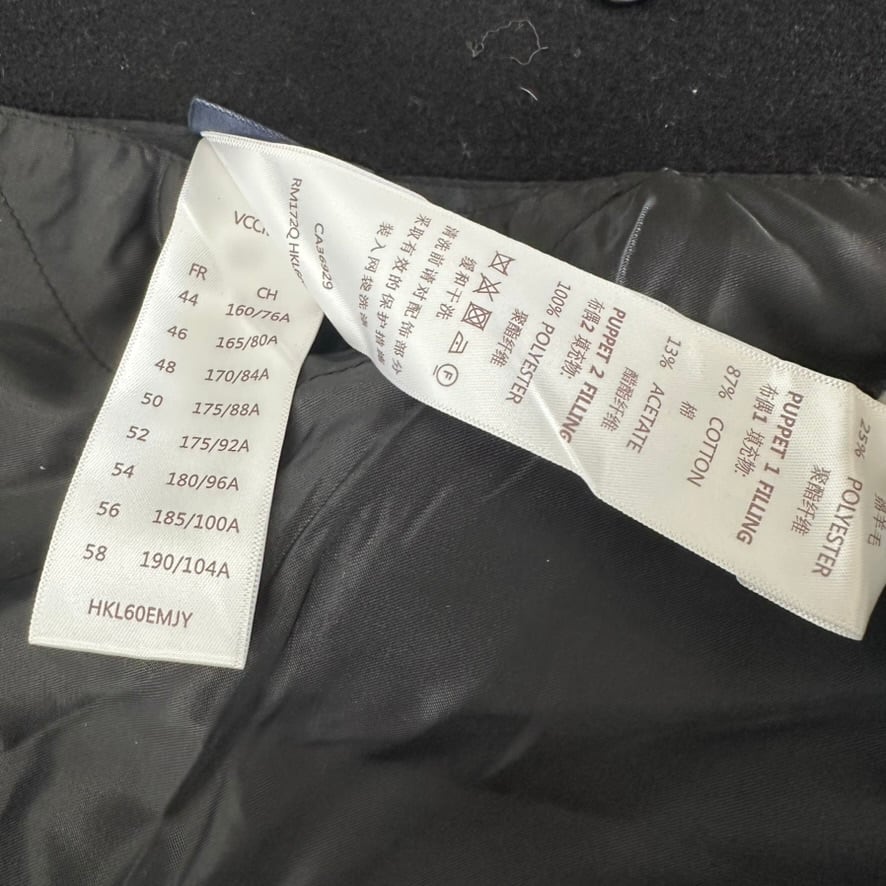 VCC
FR CH
44 160/76A
46 165/80A
48 170/84A
50 175/88A
52 175/92A
54 180/96A
56 185/100A
58 190/104A
HKL60EMJY
RM172Q HKL6
CA36929
25% 
POLYESTER
聚酯纤维
PUPPET 1 FILLING
布偶1 填充物:
87% COTTON
棉
13% ACETATE
醋酯纤维
PUPPET 2 FILLING
布偶2 填充物:
100% POLYESTER
聚酯纤维
缓和干洗
清洗前请对配饰部分
采取有效的保护措施
装入网袋洗涤